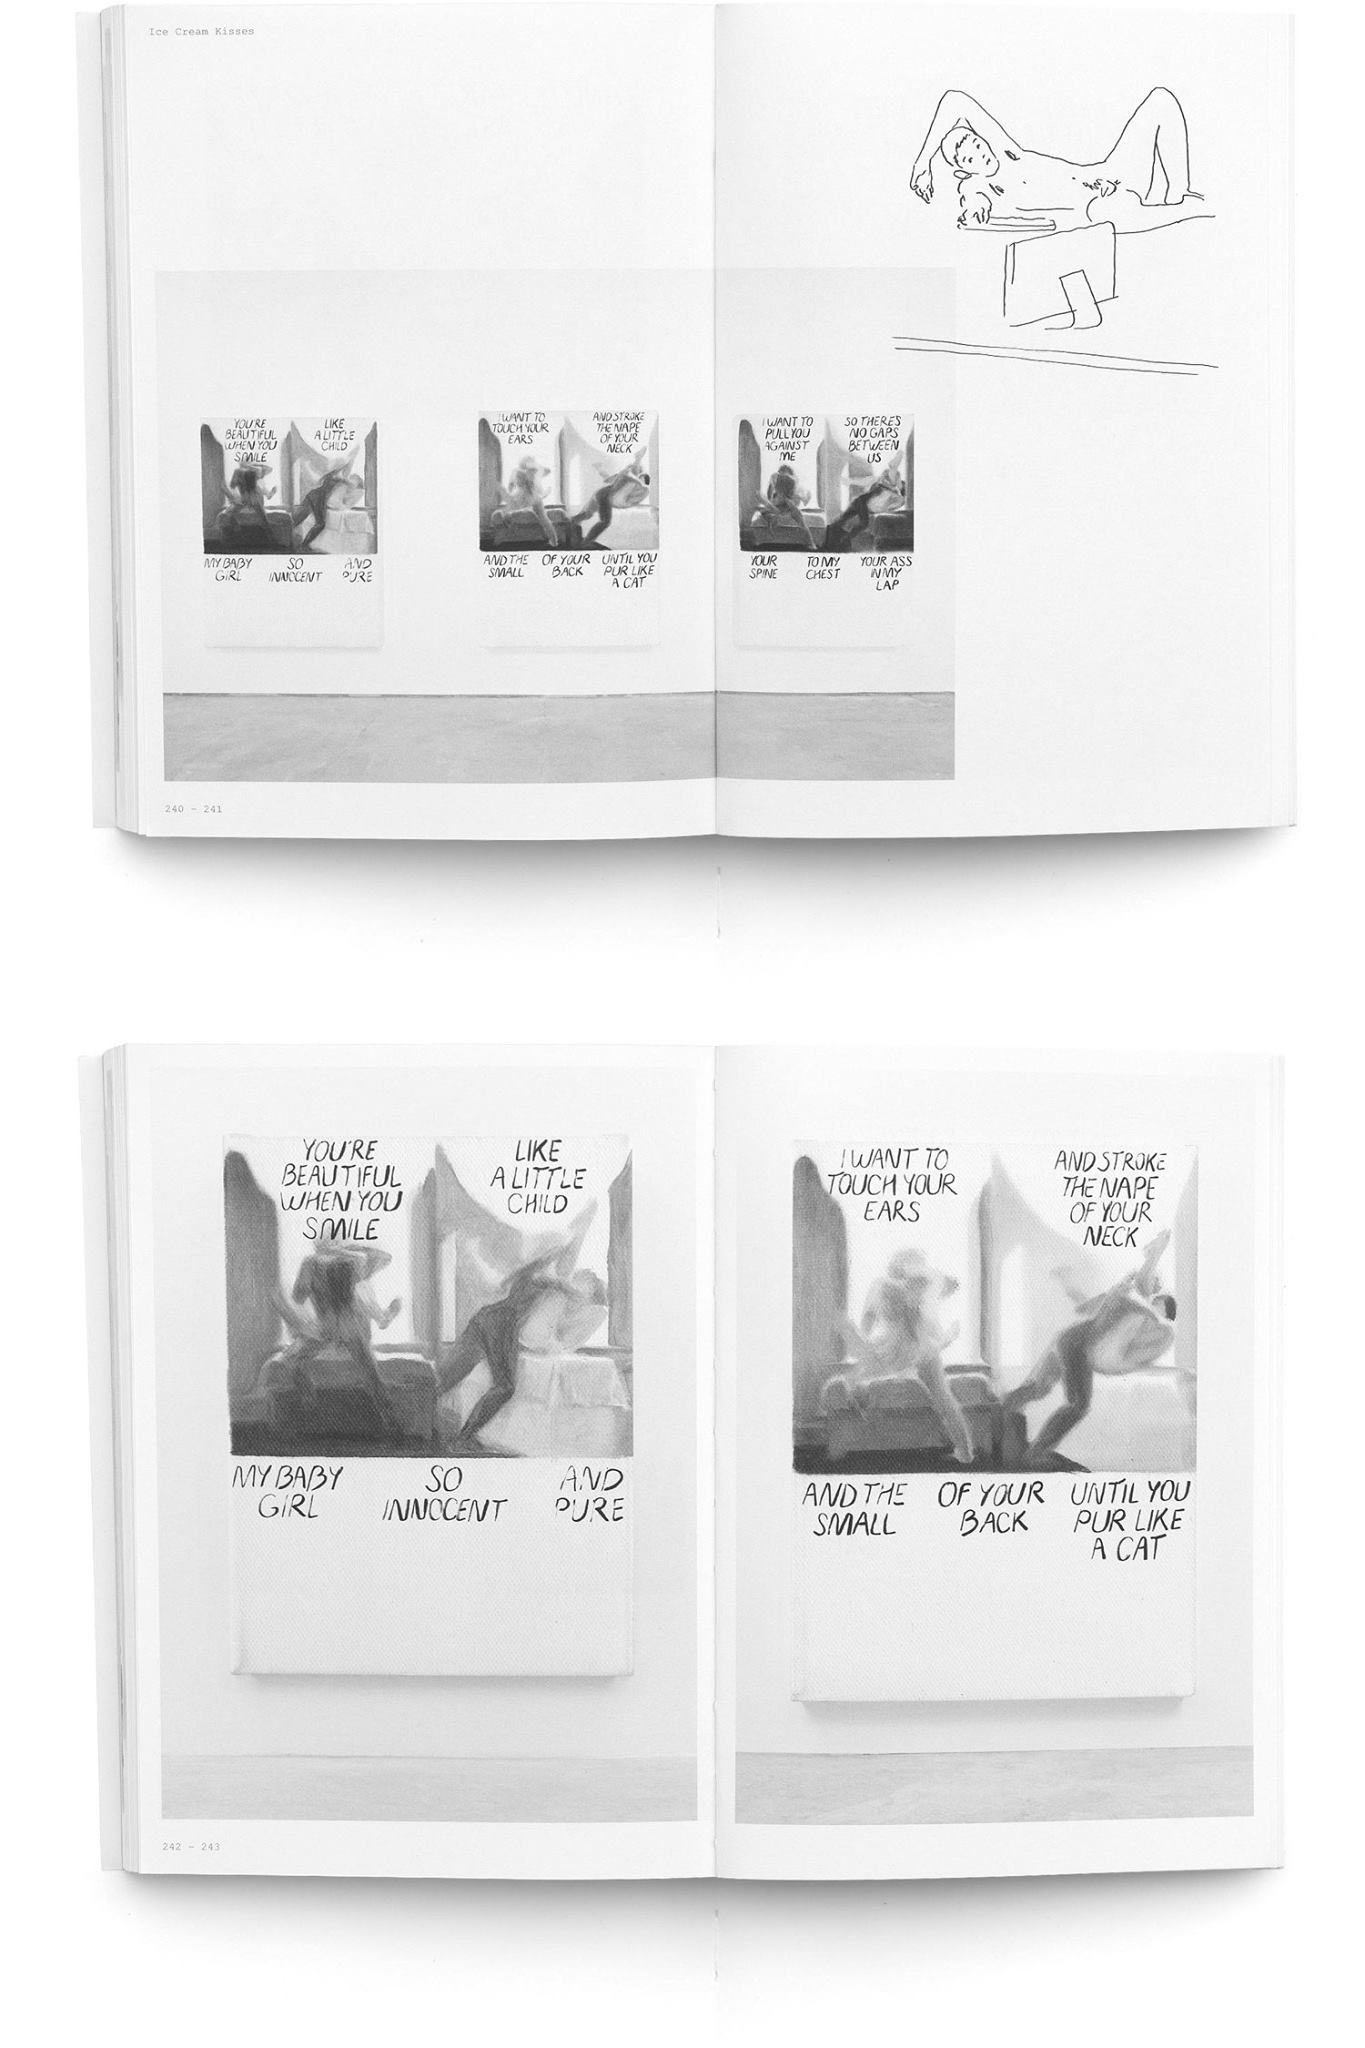 Ice Cream Kisses
YOU'RE
BEAUTIFUL
WHEN YOU
SMILE
LIKE
A LITTLE
CHILD
MY BABY
GIRL
SO
INNOCENT
AND
PURE
I WANT TO
TOUCH YOUR
EARS
AND STROKE
THE NAPE
OF YOUR
NECK
AND THE
SMALL
OF YOUR
BACK
UNTIL YOU
PUR LIKE
A CAT
I WANT TO
PULL YOU
AGAINST
ME
SO THERE'S
NO GAPS
BETWEEN
US
YOUR
SPINE
TO MY
CHEST
YOUR ASS
IN MY
LAP
240 – 241
YOU'RE
BEAUTIFUL
WHEN YOU
SMILE
LIKE
A LITTLE
CHILD
MY BABY
GIRL
SO
INNOCENT
AND
PURE
I WANT TO
TOUCH YOUR
EARS
AND STROKE
THE NAPE
OF YOUR
NECK
AND THE
SMALL
OF YOUR
BACK
UNTIL YOU
PUR LIKE
A CAT
242 – 243